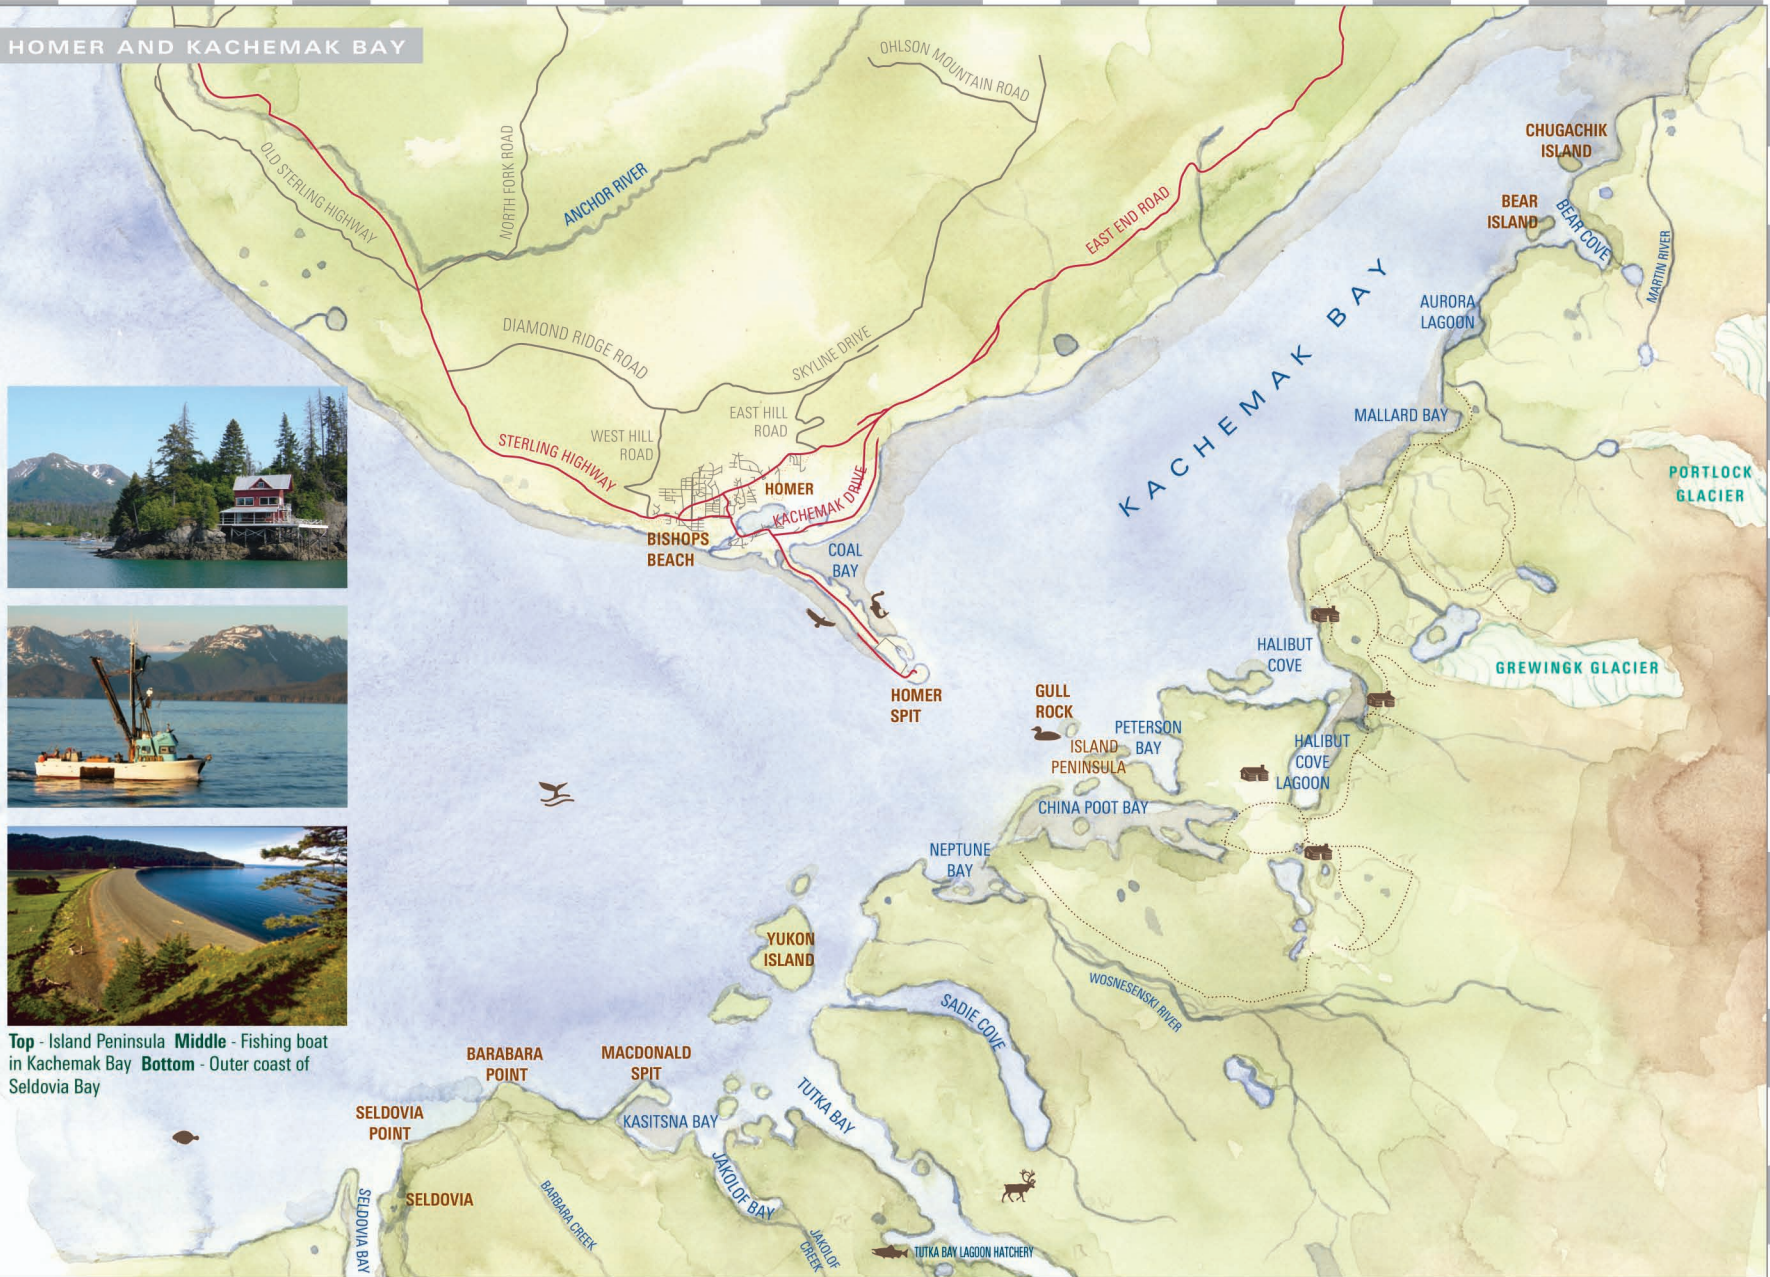 HOMER AND KACHEMAK BAY
OHLSON MOUNTAIN ROAD
OLD STERLING HIGHWAY
NORTH FORK ROAD
ANCHOR RIVER
EAST END ROAD
CHUGACHIK
ISLAND
BEAR
ISLAND
BEAR COVE
MARTIN RIVER
AURORA
LAGOON
KACHEMAK BAY
DIAMOND RIDGE ROAD
SKYLINE DRIVE
EAST HILL
ROAD
WEST HILL
ROAD
STERLING HIGHWAY
MALLARD BAY
PORTLOCK
GLACIER
HOMER
KACHEMAK DRIVE
BISHOPS
BEACH
COAL
BAY
HALIBUT
COVE
GREWINGK GLACIER
HOMER
SPIT
GULL
ROCK
PETERSON
BAY
ISLAND
PENINSULA
HALIBUT
COVE
LAGOON
CHINA POOT BAY
NEPTUNE
BAY
YUKON
ISLAND
SADIE COVE
WOSNESENSKI RIVER
Top - Island Peninsula Middle - Fishing boat
in Kachemak Bay Bottom - Outer coast of
Seldovia Bay
BARABARA
POINT
MACDONALD
SPIT
TUTKA BAY
SELDOVIA
POINT
KASITSNA BAY
JAKOLOF BAY
SELDOVIA
SELDOVIA BAY
BARBARA CREEK
JAKOLOF
CREEK
TUTKA BAY LAGOON HATCHERY